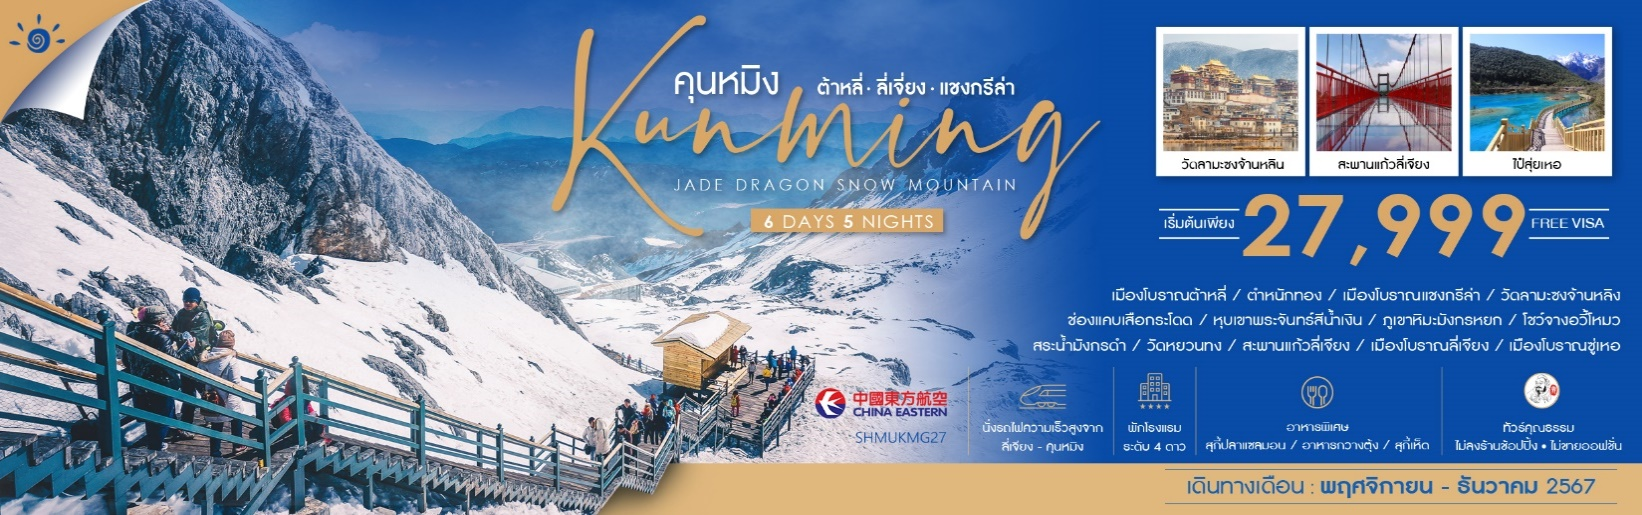 คุนหมิง ต้าหลี่ · ลี่เจี่ยง · แชงกรีล่า
Kunming
JADE DRAGON SNOW MOUNTAIN
6 DAYS 5 NIGHTS
วัดลามะซงจ้านหลิน
สะพานแก้วลี่เจียง
ไป๋สุ่ยเหอ
เริ่มต้นเพียง 27,999 FREE VISA
เมืองโบราณต้าหลี่ / ตำหนักทอง / เมืองโบราณแชงกรีล่า / วัดลามะซงจ้านหลิง
ช่องแคบเสือกระโดด / หุบเขาพระจันทร์สีน้ำเงิน / ภูเขาหิมะมังกรหยก / โชว์จางอวี้โหมว
สระน้ำมังกรดำ / วัดหยวนทง / สะพานแก้วลี่เจียง / เมืองโบราณลี่เจียง / เมืองโบราณซู่เหอ
中國東方航空
CHINA EASTERN
SHMUKMG27
นั่งรถไฟความเร็วสูงจาก
ลี่เจียง - คุนหมิง
พักโรงแรม
ระดับ 4 ดาว
อาหารพิเศษ
สุกี้ปลาแซลมอน / อาหารกวางตุ้ง / สุกี้เห็ด
ทัวร์คุณธรรม
ไม่ลงร้านช้อปปิ้ง • ไม่ขายออฟชั่น
เดินทางเดือน : พฤศจิกายน - ธันวาคม 2567